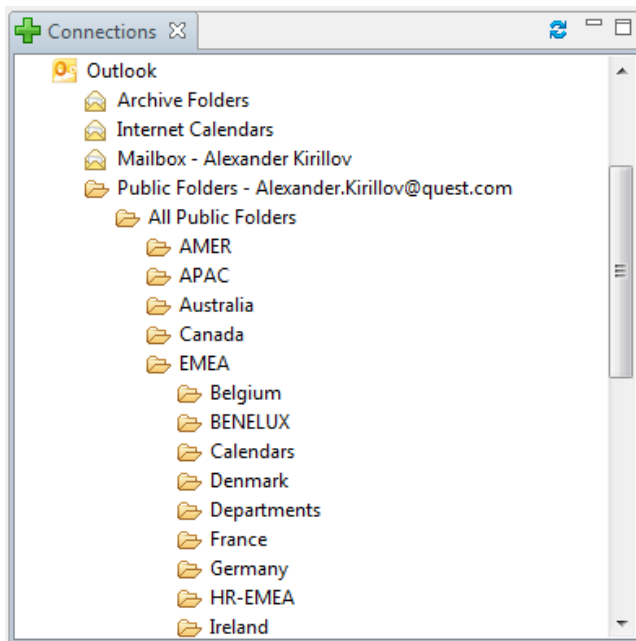 Connections
Outlook
Archive Folders
Internet Calendars
Mailbox - Alexander Kirillov
Public Folders - Alexander.Kirillov@quest.com
All Public Folders
AMER
APAC
Australia
Canada
EMEA
Belgium
BENELUX
Calendars
Denmark
Departments
France
Germany
HR-EMEA
Ireland